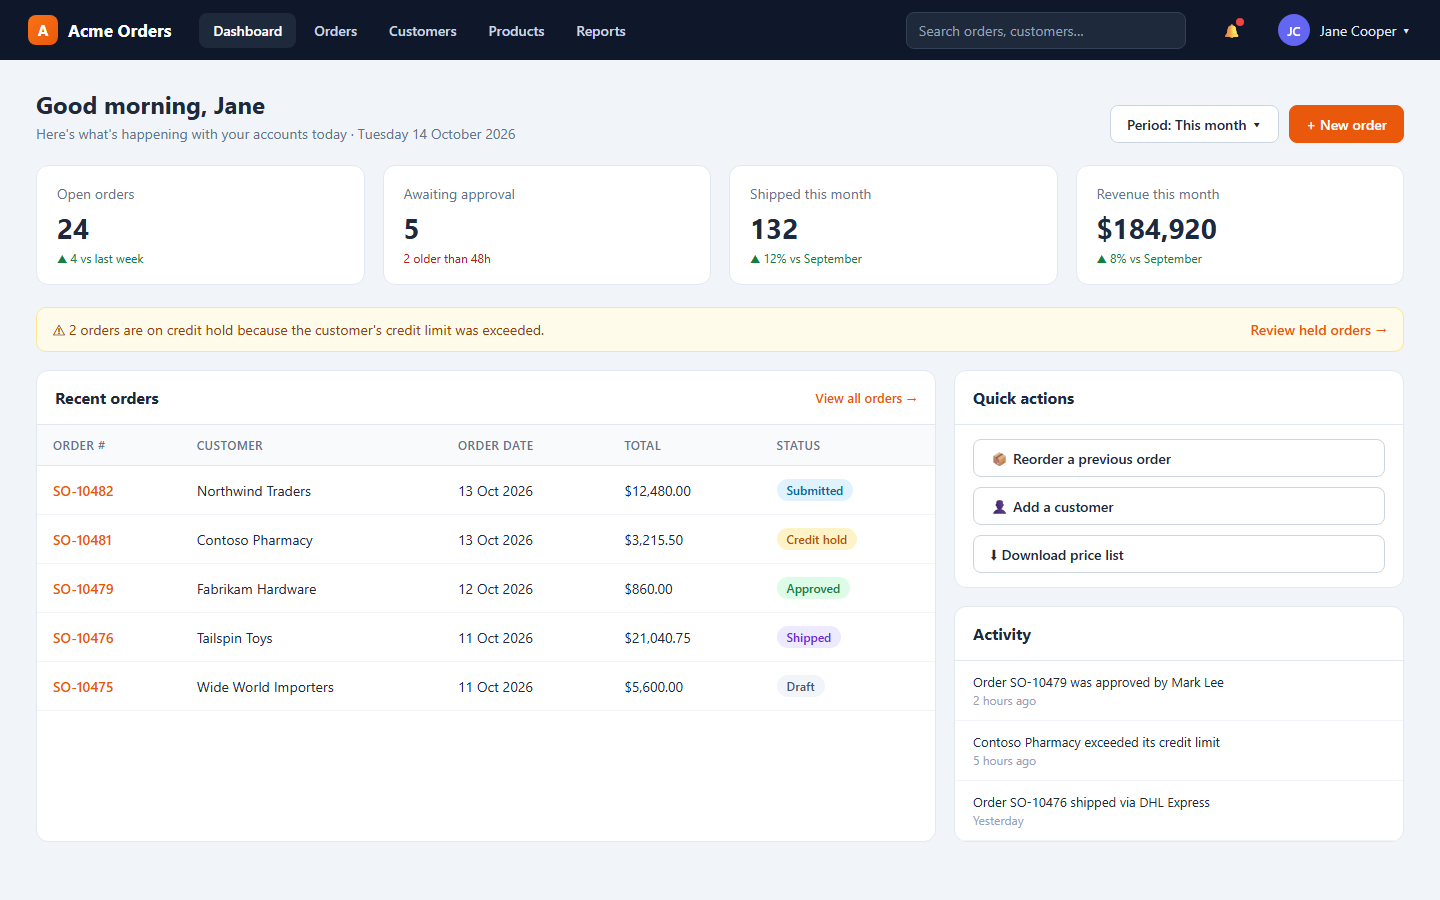 A Acme Orders Dashboard Orders Customers Products Reports Search orders, customers... JC Jane Cooper ▾
Good morning, Jane
Here's what's happening with your accounts today · Tuesday 14 October 2026
Period: This month ▾ + New order
Open orders
24
▲ 4 vs last week
Awaiting approval
5
2 older than 48h
Shipped this month
132
▲ 12% vs September
Revenue this month
$184,920
▲ 8% vs September
⚠ 2 orders are on credit hold because the customer's credit limit was exceeded. Review held orders →
Recent orders View all orders →
ORDER # CUSTOMER ORDER DATE TOTAL STATUS
SO-10482 Northwind Traders 13 Oct 2026 $12,480.00 Submitted
SO-10481 Contoso Pharmacy 13 Oct 2026 $3,215.50 Credit hold
SO-10479 Fabrikam Hardware 12 Oct 2026 $860.00 Approved
SO-10476 Tailspin Toys 11 Oct 2026 $21,040.75 Shipped
SO-10475 Wide World Importers 11 Oct 2026 $5,600.00 Draft
Quick actions
📦 Reorder a previous order
👤 Add a customer
⬇ Download price list
Activity
Order SO-10479 was approved by Mark Lee
2 hours ago
Contoso Pharmacy exceeded its credit limit
5 hours ago
Order SO-10476 shipped via DHL Express
Yesterday